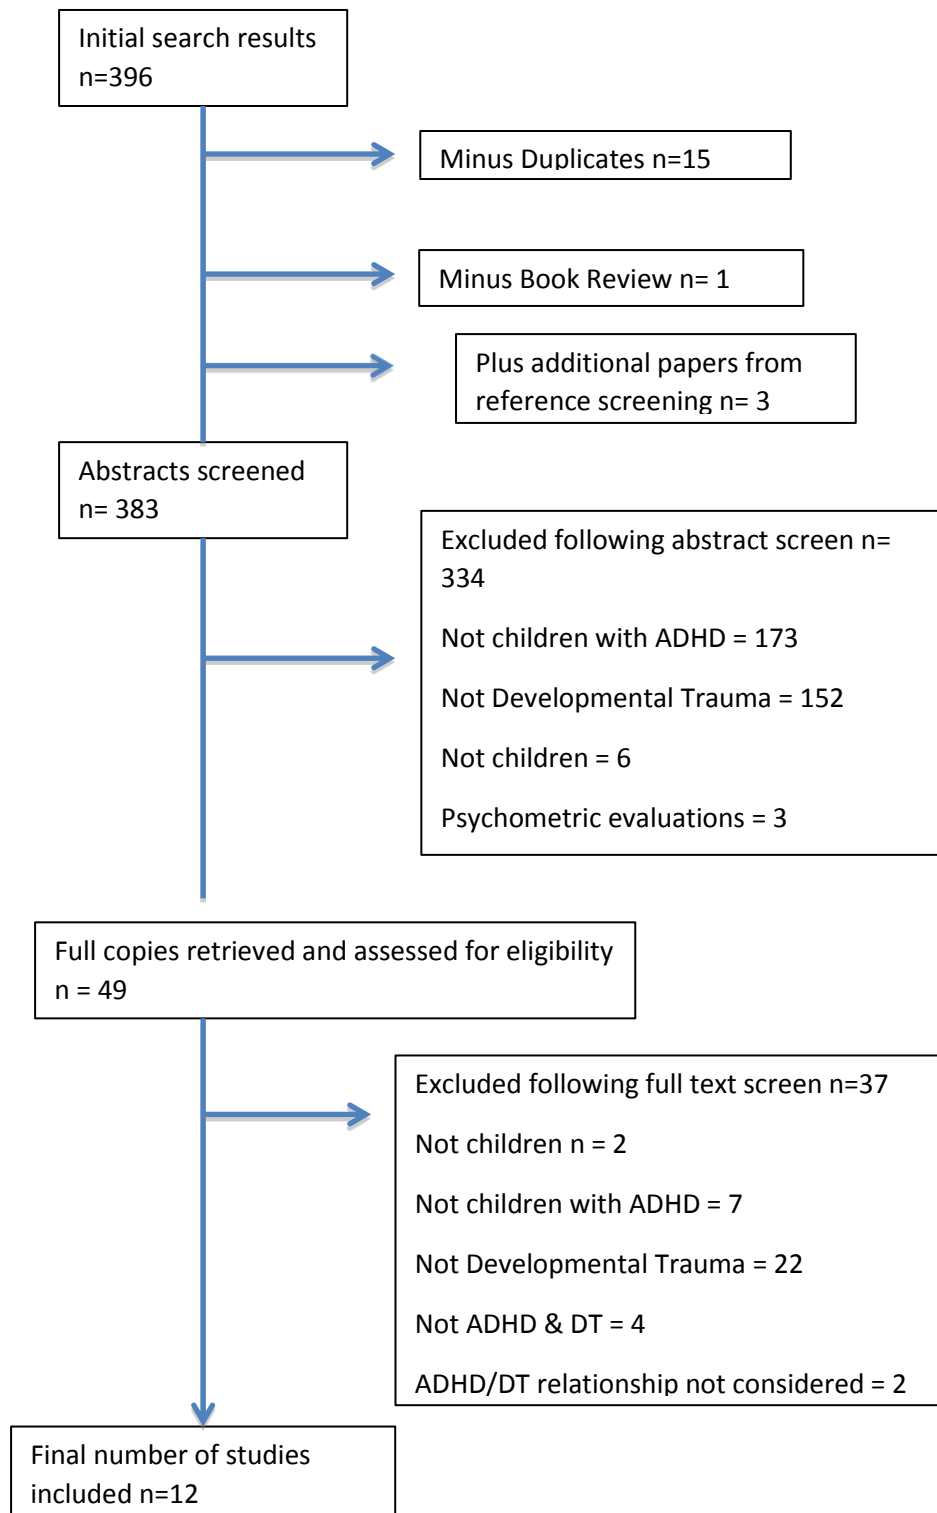 Initial search results
n=396
Minus Duplicates n=15
Minus Book Review n= 1
Plus additional papers from
reference screening n= 3
Abstracts screened
n= 383
Excluded following abstract screen n=
334
Not children with ADHD = 173
Not Developmental Trauma = 152
Not children = 6
Psychometric evaluations = 3
Full copies retrieved and assessed for eligibility
n = 49
Excluded following full text screen n=37
Not children n = 2
Not children with ADHD = 7
Not Developmental Trauma = 22
Not ADHD & DT = 4
ADHD/DT relationship not considered = 2
Final number of studies
included n=12